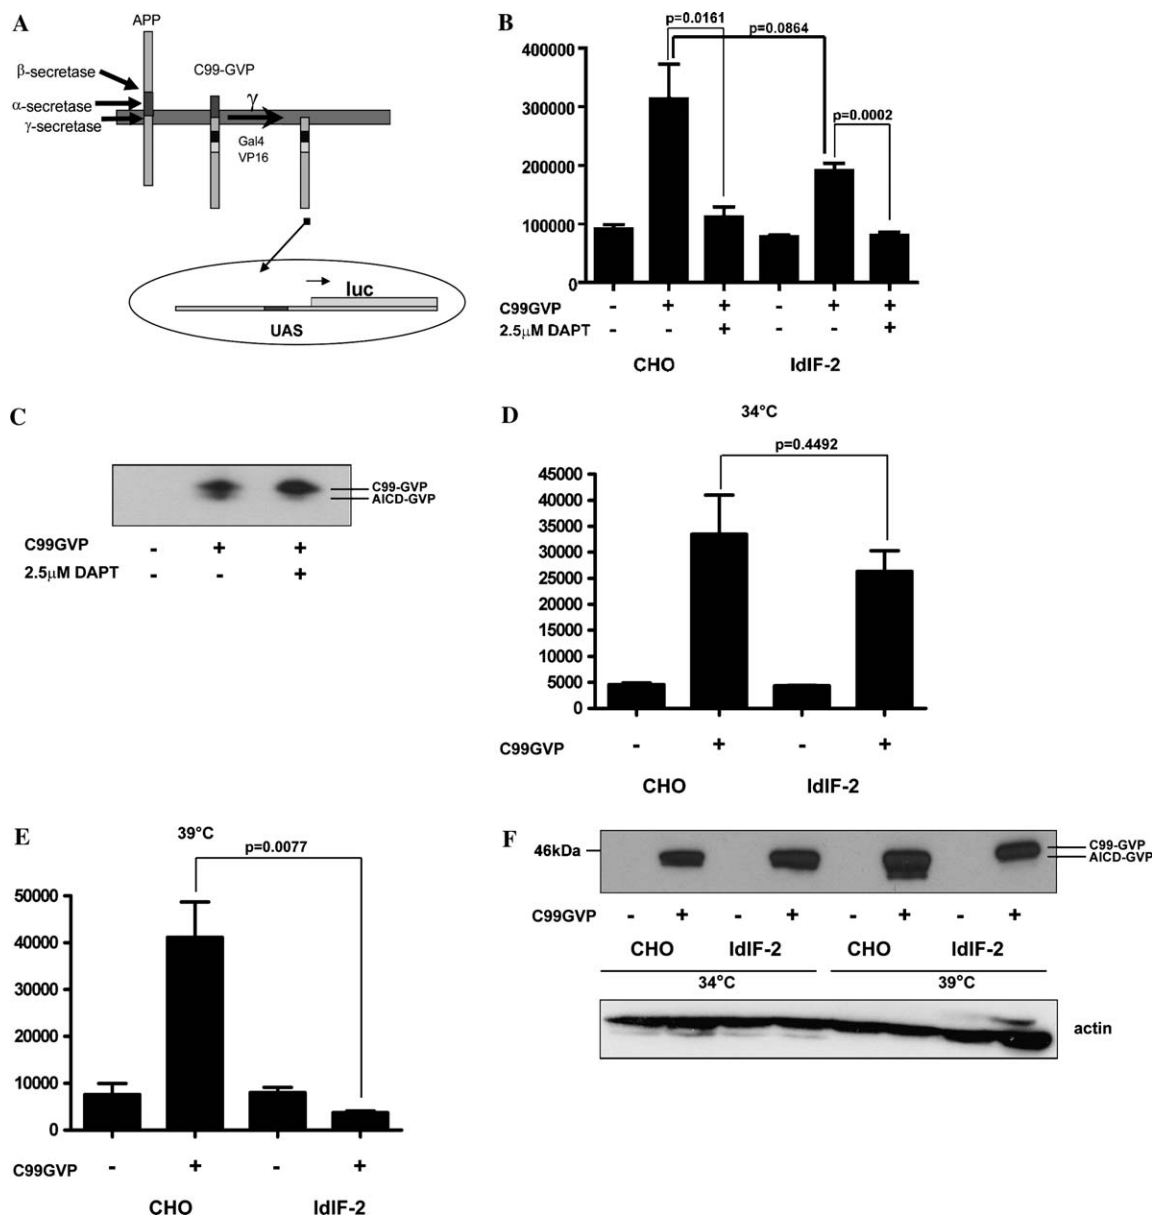 A
APP
β-secretase
α-secretase
γ-secretase
C99-GVP
γ
Gal4
VP16
luc
UAS
B
p=0.0161
p=0.0864
p=0.0002
400000
300000
200000
100000
0
C99GVP - + + - + +
2.5μM DAPT - - + - - +
CHO ldlF-2
C
C99-GVP
AICD-GVP
C99GVP - + +
2.5μM DAPT - - +
D
34°C
p=0.4492
45000
40000
35000
30000
25000
20000
15000
10000
5000
0
C99GVP - + - +
CHO ldlF-2
E
39°C
p=0.0077
50000
40000
30000
20000
10000
0
C99GVP - + - +
CHO ldlF-2
F
46kDa
C99-GVP
AICD-GVP
C99GVP - + - + - + - +
CHO ldlF-2 CHO ldlF-2
34°C 39°C
actin